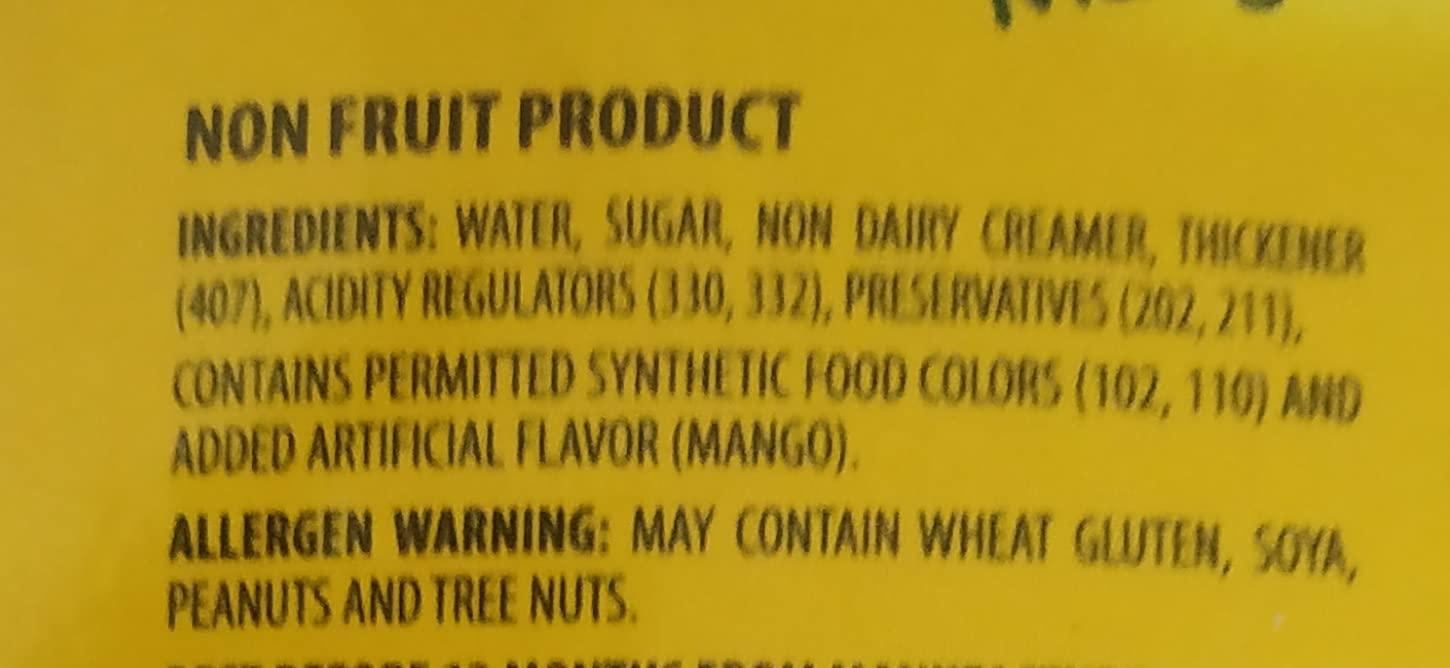 NON FRUIT PRODUCT
INGREDIENTS: WATER, SUGAR, NON DAIRY CREAMER, THICKENER
(407), ACIDITY REGULATORS (330, 332), PRESERVATIVES (202, 211),
CONTAINS PERMITTED SYNTHETIC FOOD COLORS (102, 110) AND
ADDED ARTIFICIAL FLAVOR (MANGO).
ALLERGEN WARNING: MAY CONTAIN WHEAT GLUTEN, SOYA,
PEANUTS AND TREE NUTS.